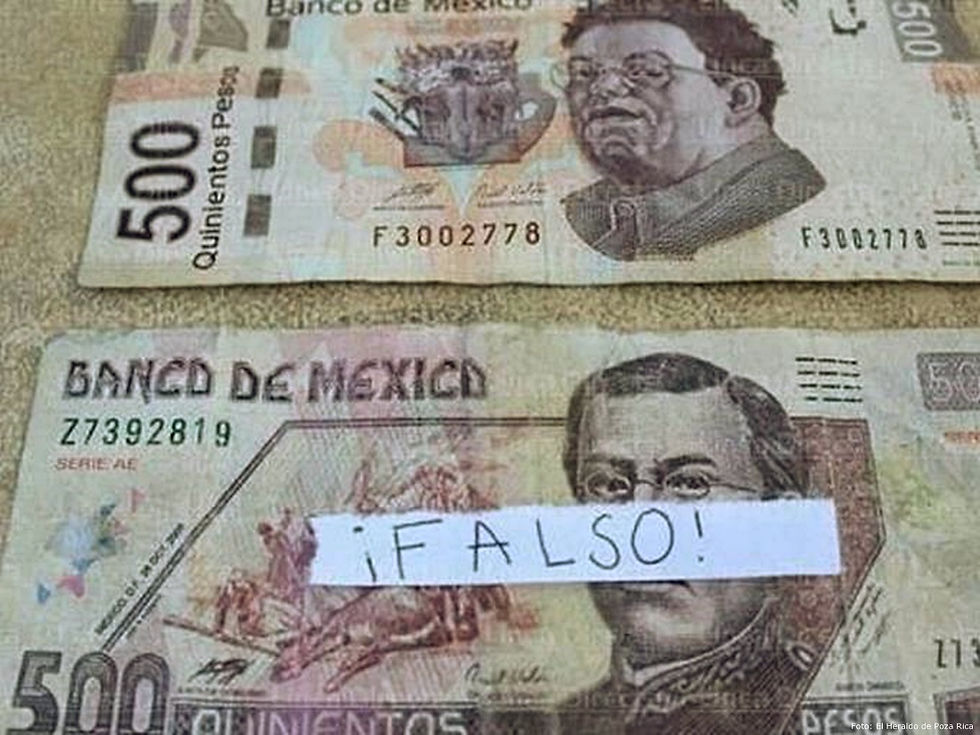 Banco de México
500
500
Quinientos Pesos
F3002778
F3002778
BANCO DE MEXICO
Z7392819
SERIE AE
¡FALSO!
500
QUINIENTOS
PESOS
Foto: El Heraldo de Poza Rica